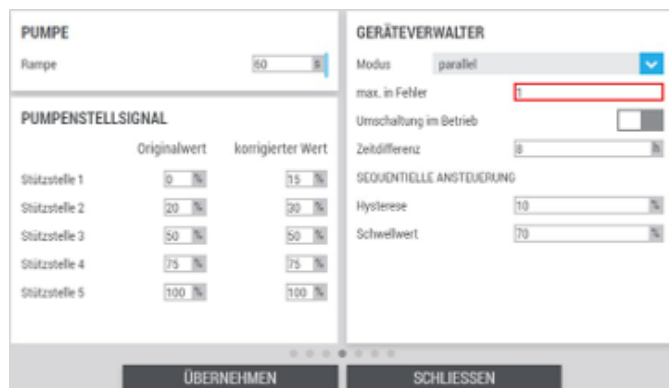 PUMPE
Rampe 60 s
PUMPENSTELLSIGNAL
Originalwert korrigierter Wert
Stützstelle 1 0 % 15 %
Stützstelle 2 20 % 30 %
Stützstelle 3 50 % 50 %
Stützstelle 4 75 % 75 %
Stützstelle 5 100 % 100 %
GERÄTEVERWALTER
Modus parallel
max. in Fehler 1
Umschaltung im Betrieb
Zeitdifferenz 8 h
SEQUENTIELLE ANSTEUERUNG
Hysterese 10 %
Schwellwert 70 %
ÜBERNEHMEN SCHLIESSEN